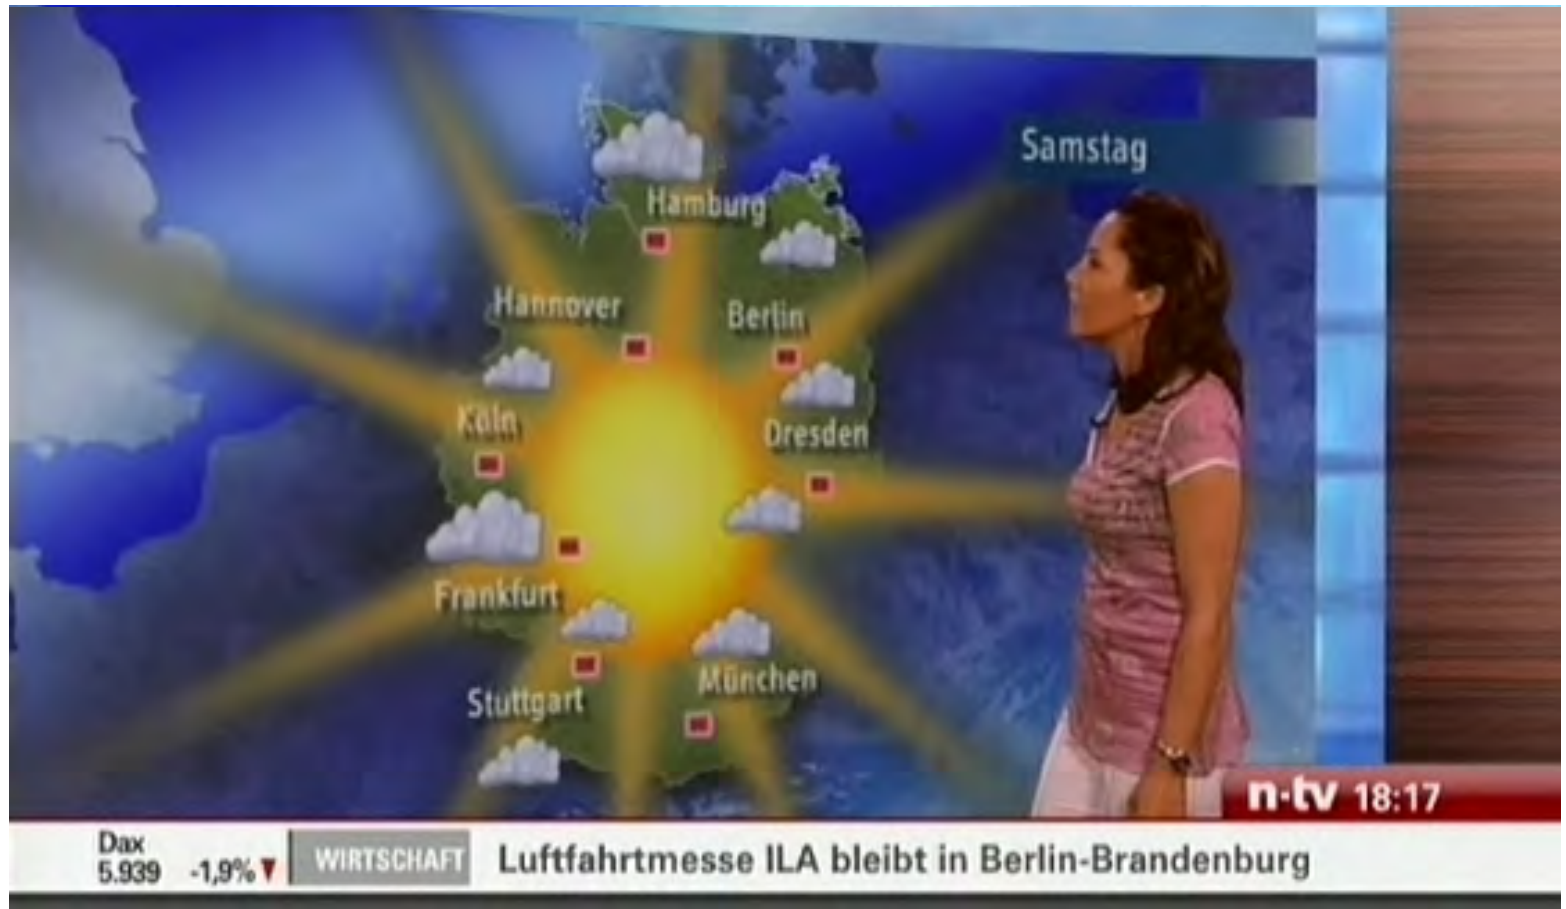 Samstag
Hamburg
Hannover
Berlin
Köln
Dresden
Frankfurt
München
Stuttgart
n-tv 18:17
Dax
5.939 -1,9%
WIRTSCHAFT
Luftfahrtmesse ILA bleibt in Berlin-Brandenburg